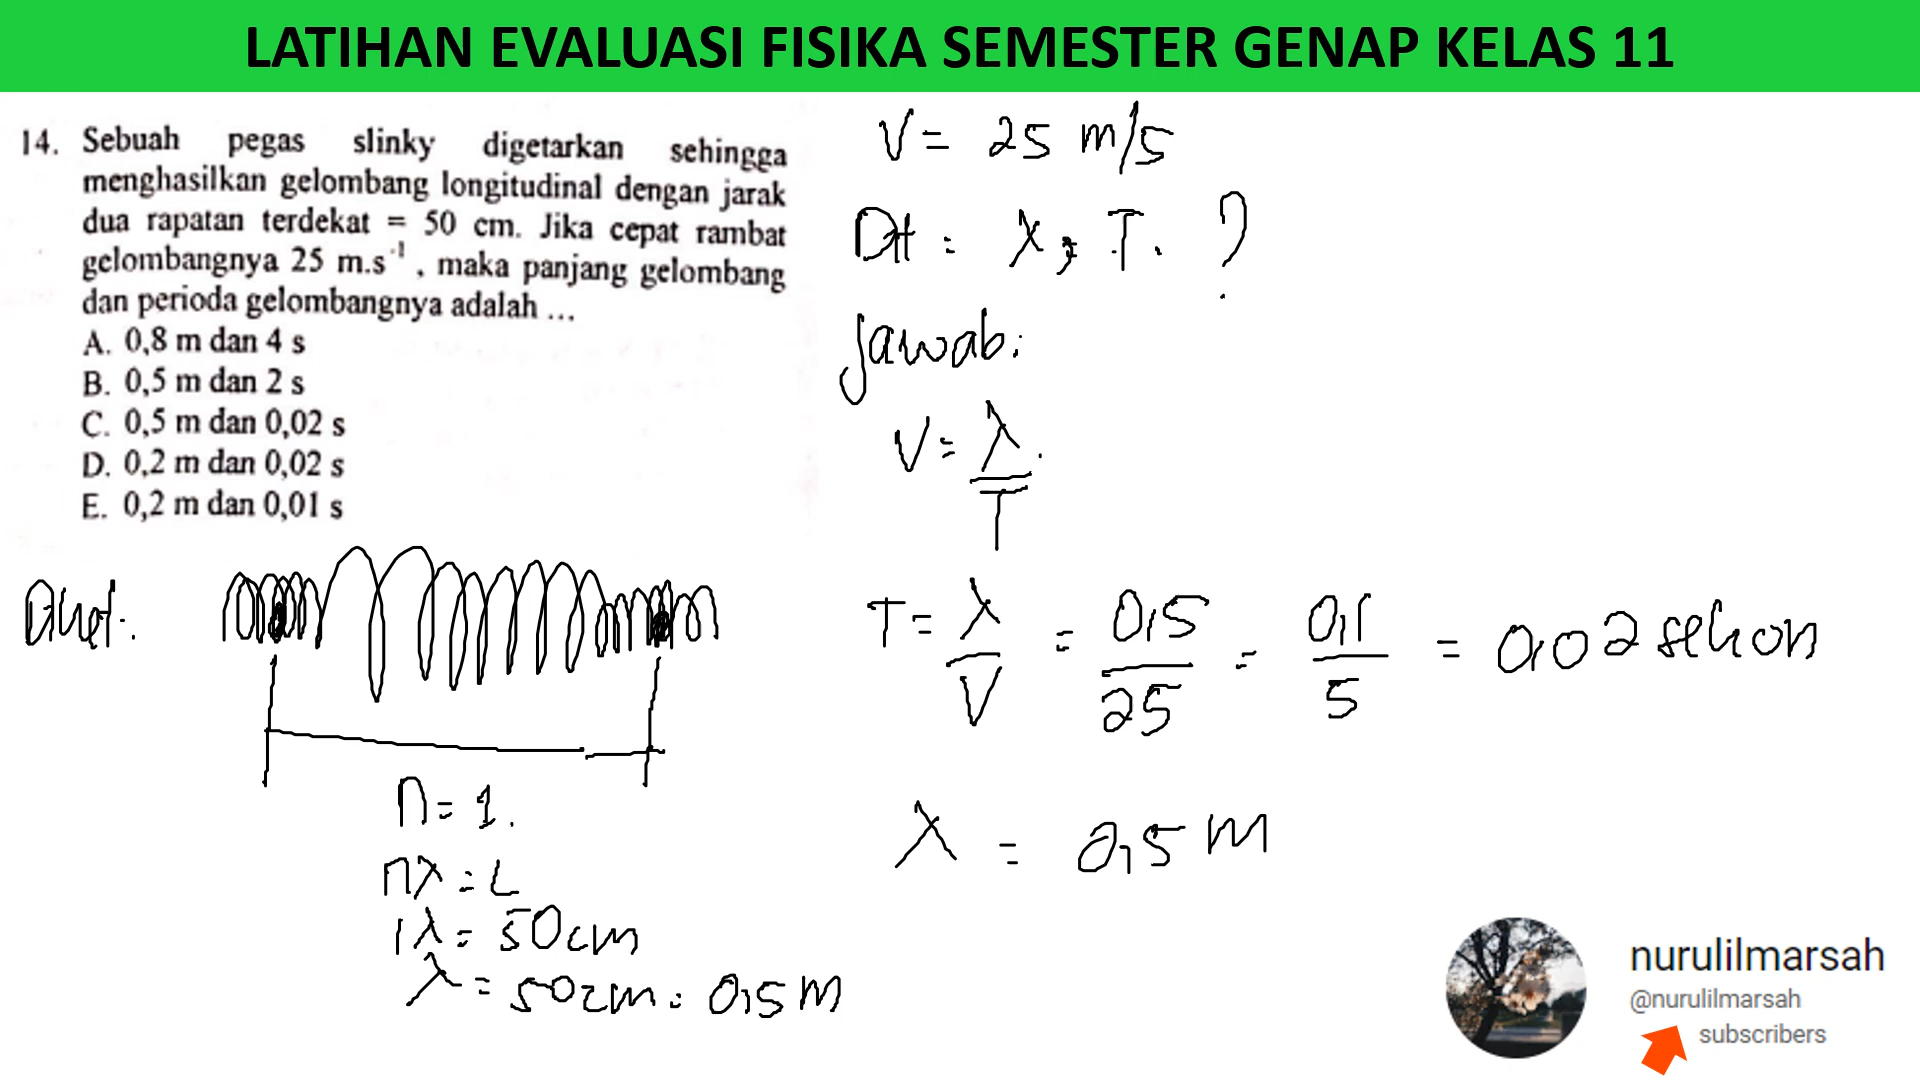 LATIHAN EVALUASI FISIKA SEMESTER GENAP KELAS 11
14. Sebuah pegas slinky digetarkan sehingga
menghasilkan gelombang longitudinal dengan jarak
dua rapatan terdekat = 50 cm. Jika cepat rambat
gelombangnya 25 m.s⁻¹ , maka panjang gelombang
dan perioda gelombangnya adalah ...
A. 0,8 m dan 4 s
B. 0,5 m dan 2 s
C. 0,5 m dan 0,02 s
D. 0,2 m dan 0,02 s
E. 0,2 m dan 0,01 s
n = 1.
nλ = L
1λ = 50 cm
λ = 50 cm = 0,5 m
V = 25 m/s
Dt = λ, T. ?
Jawab:
V = λ / T
T = λ / V = 0,5 / 25 = 0,1 / 5 = 0,02 sekon
λ = 0,5 m
nurulilmarsah
@nurulilmarsah
subscribers